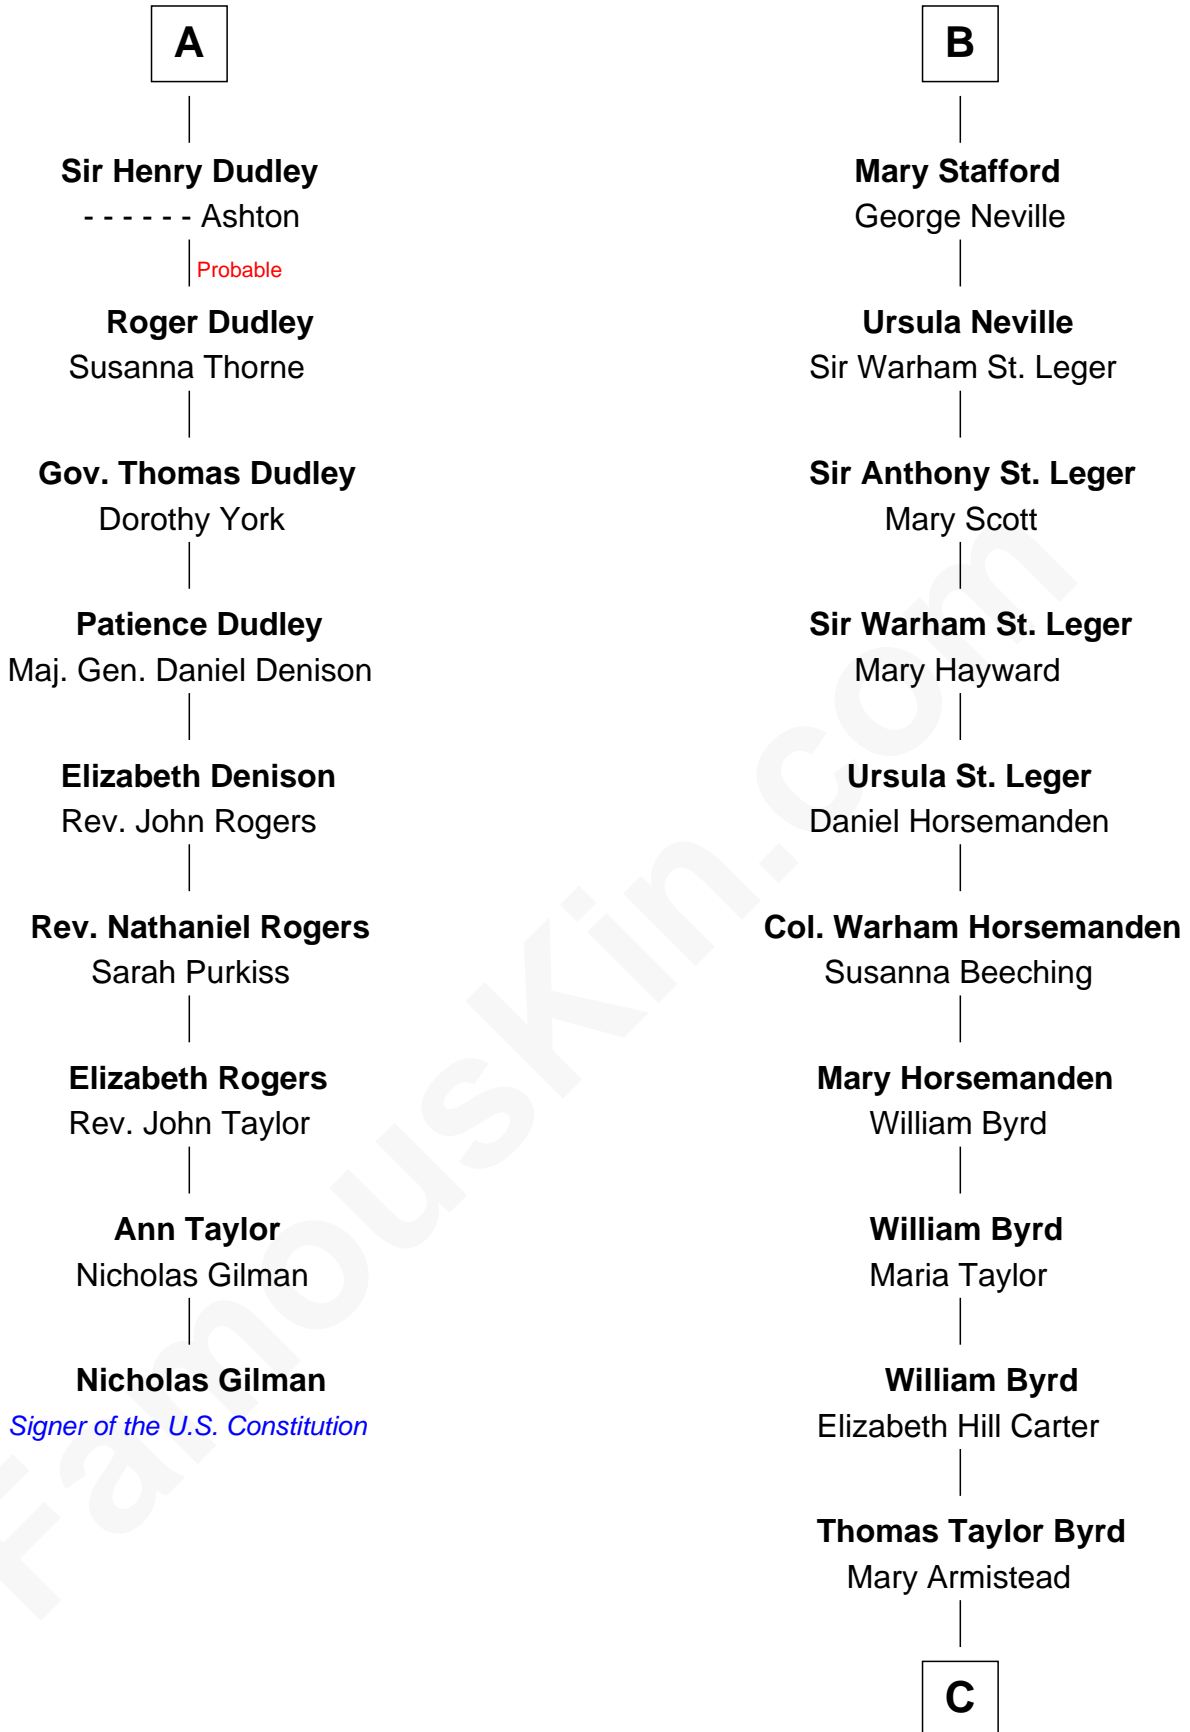 A
Sir Henry Dudley
- - - - - - Ashton
Probable
Roger Dudley
Susanna Thorne
Gov. Thomas Dudley
Dorothy York
Patience Dudley
Maj. Gen. Daniel Denison
Elizabeth Denison
Rev. John Rogers
Rev. Nathaniel Rogers
Sarah Purkiss
Elizabeth Rogers
Rev. John Taylor
Ann Taylor
Nicholas Gilman
Nicholas Gilman
Signer of the U.S. Constitution
B
Mary Stafford
George Neville
Ursula Neville
Sir Warham St. Leger
Sir Anthony St. Leger
Mary Scott
Sir Warham St. Leger
Mary Hayward
Ursula St. Leger
Daniel Horsemanden
Col. Warham Horsemanden
Susanna Beeching
Mary Horsemanden
William Byrd
William Byrd
Maria Taylor
William Byrd
Elizabeth Hill Carter
Thomas Taylor Byrd
Mary Armistead
C
FamousKin.com